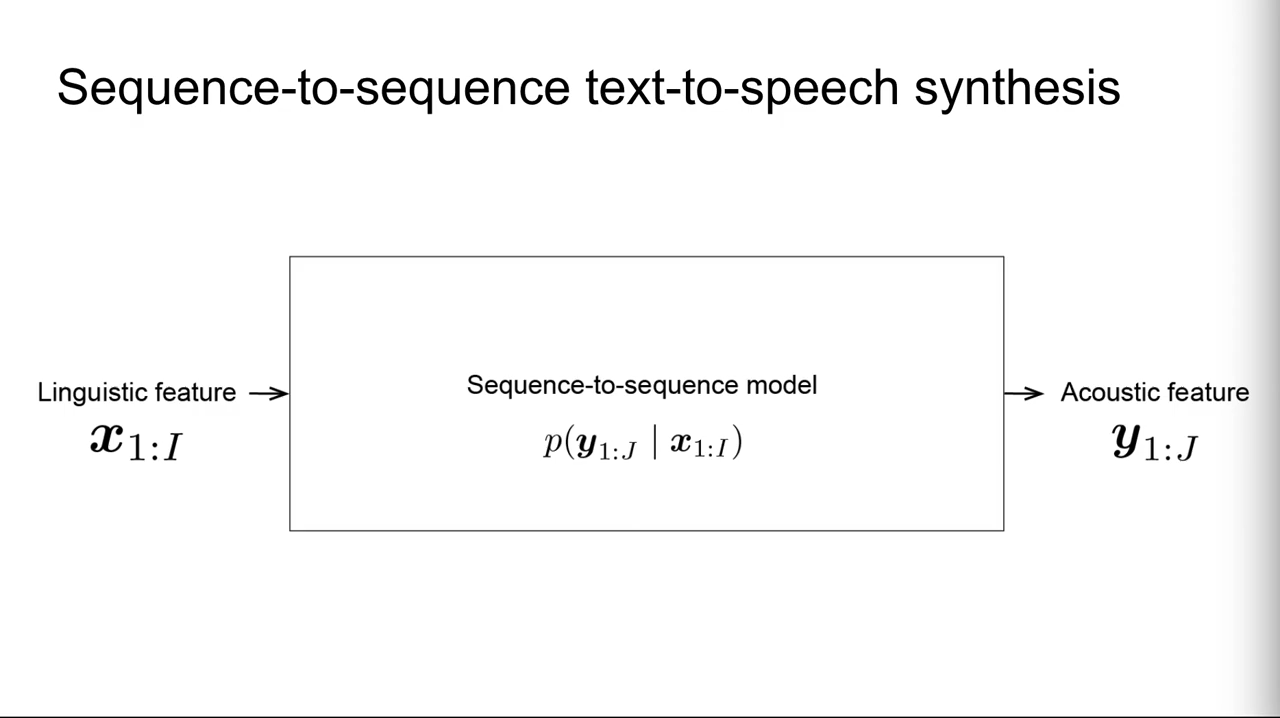 Sequence-to-sequence text-to-speech synthesis
Linguistic feature
x1:I
Sequence-to-sequence model
p(y1:J | x1:I)
Acoustic feature
y1:J